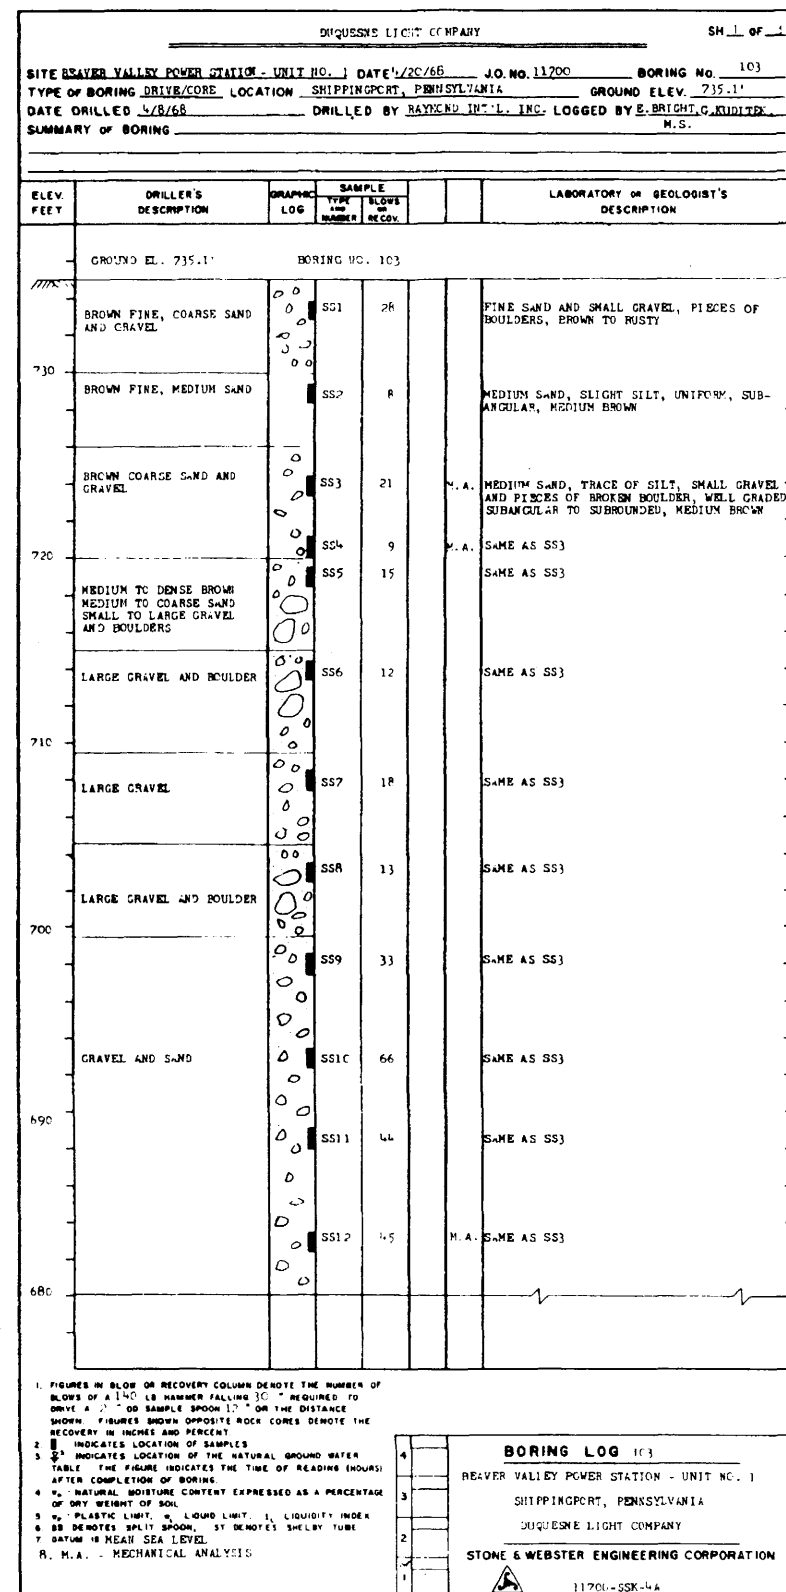 DUQUESNE LIGHT COMPANY
SH 1 OF
SITE BEAVER VALLEY POWER STATION - UNIT NO. 1 DATE 4/20/68 J.O. NO. 11700 BORING NO. 103
TYPE OF BORING DRIVE/CORE LOCATION SHIPPINGPORT, PENNSYLVANIA GROUND ELEV. 735.1'
DATE DRILLED 4/8/68 DRILLED BY RAYMOND INT'L. INC. LOGGED BY E. BRIGHT, G. KUDITEK,
M.S.
SUMMARY OF BORING
ELEV. FEET
DRILLER'S DESCRIPTION
GRAPHIC LOG
SAMPLE
TYPE AND NUMBER
BLOWS OR RECOV.
LABORATORY OR GEOLOGIST'S DESCRIPTION
GROUND EL. 735.1' BORING NO. 103
BROWN FINE, COARSE SAND SS1 28 FINE SAND AND SMALL GRAVEL, PIECES OF
AND GRAVEL BOULDERS, BROWN TO RUSTY
730
BROWN FINE, MEDIUM SAND SS2 8 MEDIUM SAND, SLIGHT SILT, UNIFORM, SUB-
ANGULAR, MEDIUM BROWN
BROWN COARSE SAND AND SS3 21 M.A. MEDIUM SAND, TRACE OF SILT, SMALL GRAVEL
GRAVEL AND PIECES OF BROKEN BOULDER, WELL GRADED
SUBANGULAR TO SUBROUNDED, MEDIUM BROWN
SS4 9 M.A. SAME AS SS3
720
SS5 15 SAME AS SS3
MEDIUM TO DENSE BROWN
MEDIUM TO COARSE SAND
SMALL TO LARGE GRAVEL
AND BOULDERS
LARGE GRAVEL AND BOULDER SS6 12 SAME AS SS3
710
LARGE GRAVEL SS7 18 SAME AS SS3
SS8 13 SAME AS SS3
LARGE GRAVEL AND BOULDER
700
SS9 33 SAME AS SS3
GRAVEL AND SAND SS10 66 SAME AS SS3
690
SS11 44 SAME AS SS3
SS12 45 M.A. SAME AS SS3
680
1. FIGURES IN BLOW OR RECOVERY COLUMN DENOTE THE NUMBER OF
BLOWS OF A 140 LB HAMMER FALLING 30 " REQUIRED TO
DRIVE A 2 " OD SAMPLE SPOON 12 " OR THE DISTANCE
SHOWN. FIGURES SHOWN OPPOSITE ROCK CORES DENOTE THE
RECOVERY IN INCHES AND PERCENT
2 INDICATES LOCATION OF SAMPLES
3 INDICATES LOCATION OF THE NATURAL GROUND WATER
TABLE THE FIGURE INDICATES THE TIME OF READING (HOURS)
AFTER COMPLETION OF BORING.
4 NATURAL MOISTURE CONTENT EXPRESSED AS A PERCENTAGE
OF DRY WEIGHT OF SOIL
5 PLASTIC LIMIT, LIQUID LIMIT. LIQUIDITY INDEX
6 SS DENOTES SPLIT SPOON, ST DENOTES SHELBY TUBE
7 DATUM IS MEAN SEA LEVEL
8. M.A. - MECHANICAL ANALYSIS
4
3
2
1
BORING LOG 103
BEAVER VALLEY POWER STATION - UNIT NO. 1
SHIPPINGPORT, PENNSYLVANIA
DUQUESNE LIGHT COMPANY
STONE & WEBSTER ENGINEERING CORPORATION
11700-SSK-4A